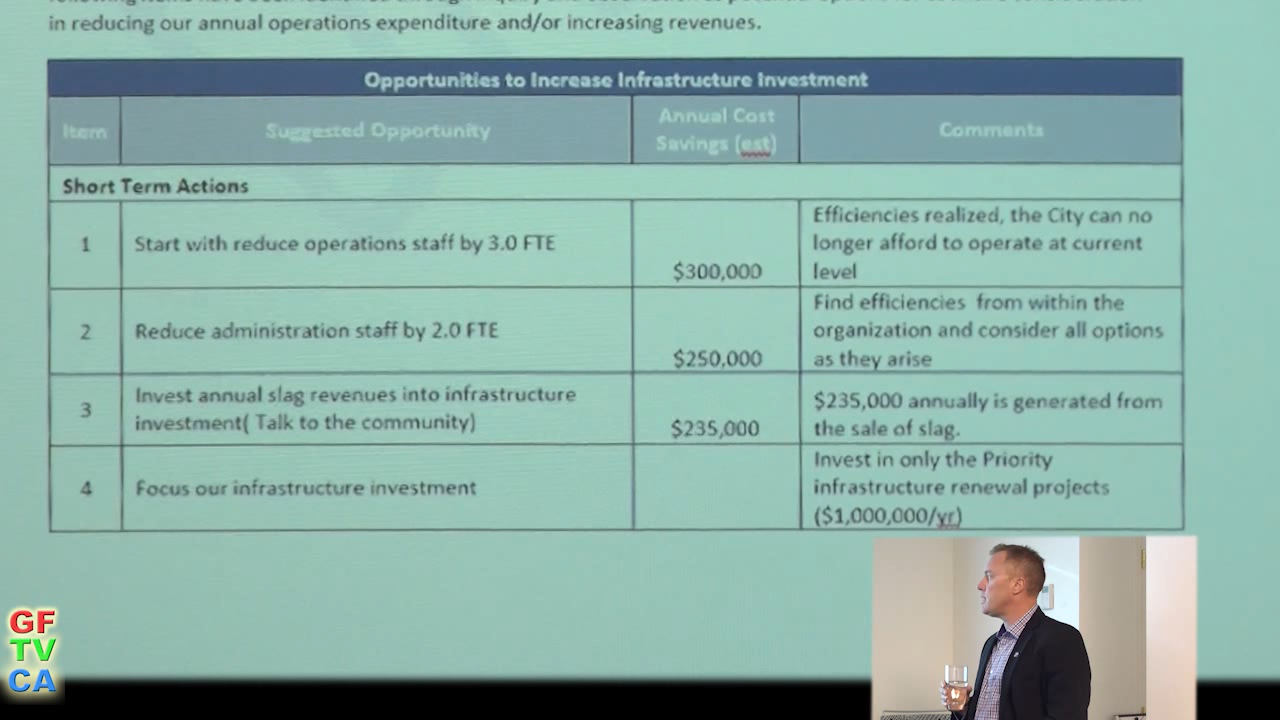 in reducing our annual operations expenditure and/or increasing revenues.
Opportunities to Increase Infrastructure Investment
Item
Suggested Opportunity
Annual Cost
Savings (est)
Comments
Short Term Actions
1
Start with reduce operations staff by 3.0 FTE
$300,000
Efficiencies realized, the City can no
longer afford to operate at current
level
2
Reduce administration staff by 2.0 FTE
$250,000
Find efficiencies from within the
organization and consider all options
as they arise
3
Invest annual slag revenues into infrastructure
investment( Talk to the community)
$235,000
$235,000 annually is generated from
the sale of slag.
4
Focus our infrastructure investment
Invest in only the Priority
infrastructure renewal projects
($1,000,000/yr)
GF
TV
CA